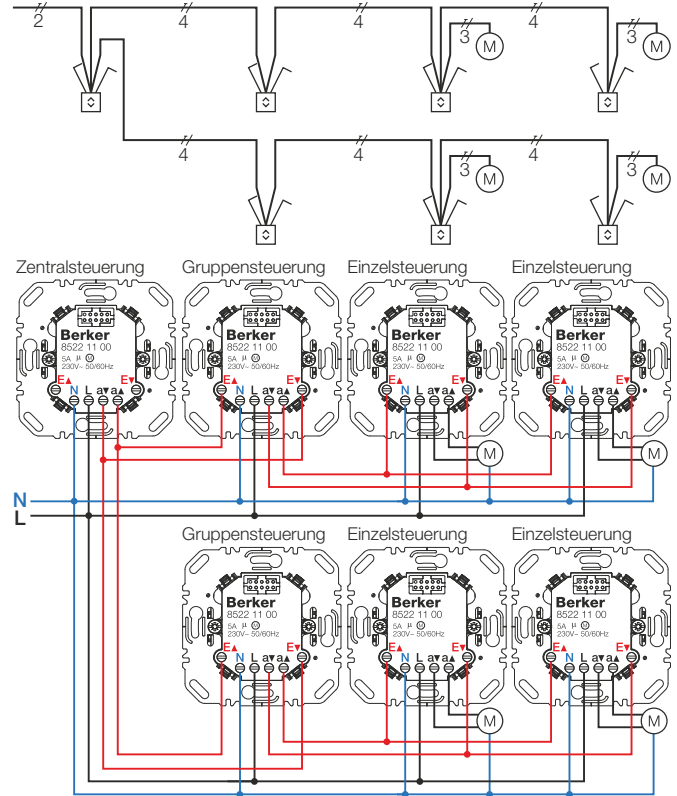 2 4 4 3 M 4 3 M
4 4 3 M 4 3 M
Zentralsteuerung Gruppensteuerung Einzelsteuerung Einzelsteuerung
Berker Berker Berker Berker
8522 11 00 8522 11 00 8522 11 00 8522 11 00
5A µ M 5A µ M 5A µ M 5A µ M
230V~ 50/60Hz 230V~ 50/60Hz 230V~ 50/60Hz 230V~ 50/60Hz
E▲ N L a▼ a▲ E▼ E▲ N L a▼ a▲ E▼ E▲ N L a▼ a▲ E▼ E▲ N L a▼ a▲ E▼
M M
N
L
Gruppensteuerung Einzelsteuerung Einzelsteuerung
Berker Berker Berker
8522 11 00 8522 11 00 8522 11 00
5A µ M 5A µ M 5A µ M
230V~ 50/60Hz 230V~ 50/60Hz 230V~ 50/60Hz
E▲ N L a▼ a▲ E▼ E▲ N L a▼ a▲ E▼ E▲ N L a▼ a▲ E▼
M M